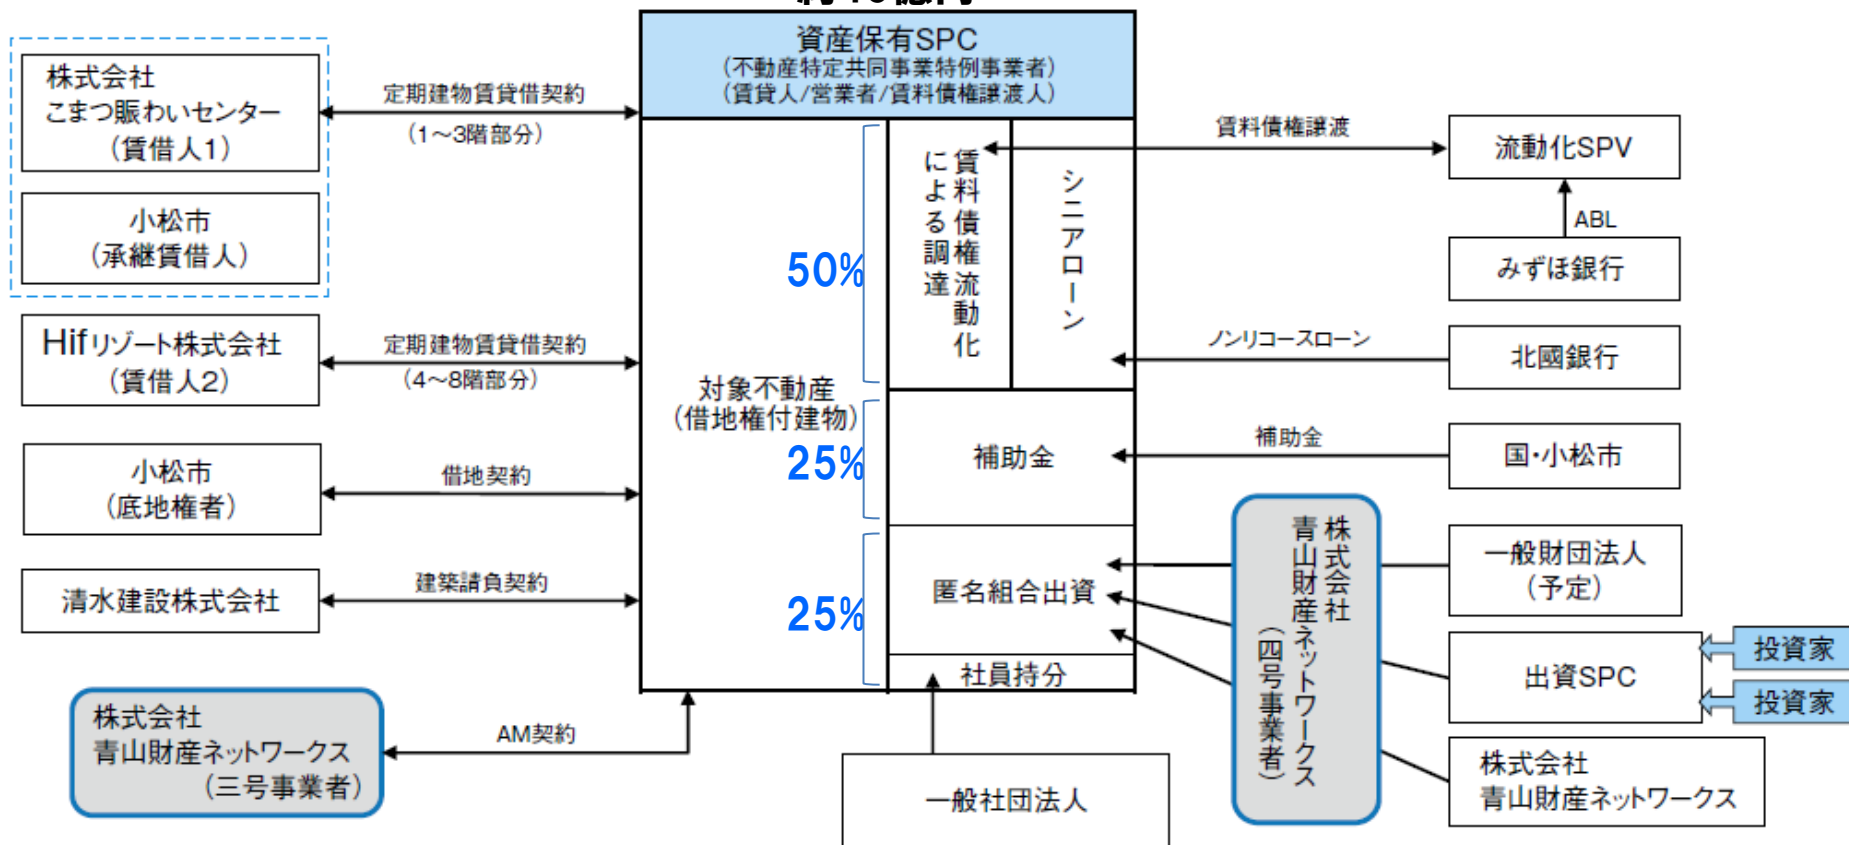 資産保有SPC
(不動産特定共同事業特例事業者)
(賃貸人/営業者/賃料債権譲渡人)
株式会社
こまつ賑わいセンター
(賃借人1)
定期建物賃貸借契約
(1~3階部分)
小松市
(承継賃借人)
Hifリゾート株式会社
(賃借人2)
定期建物賃貸借契約
(4~8階部分)
小松市
(底地権者)
借地契約
清水建設株式会社
建築請負契約
株式会社
青山財産ネットワークス
(三号事業者)
AM契約
対象不動産
(借地権付建物)
50%
25%
25%
賃料債権流動化
による調達
シニアローン
補助金
匿名組合出資
社員持分
一般社団法人
賃料債権譲渡
流動化SPV
ABL
みずほ銀行
ノンリコースローン
北國銀行
補助金
国・小松市
株式会社
青山財産ネットワークス
(四号事業者)
一般財団法人
(予定)
出資SPC
投資家
投資家
株式会社
青山財産ネットワークス